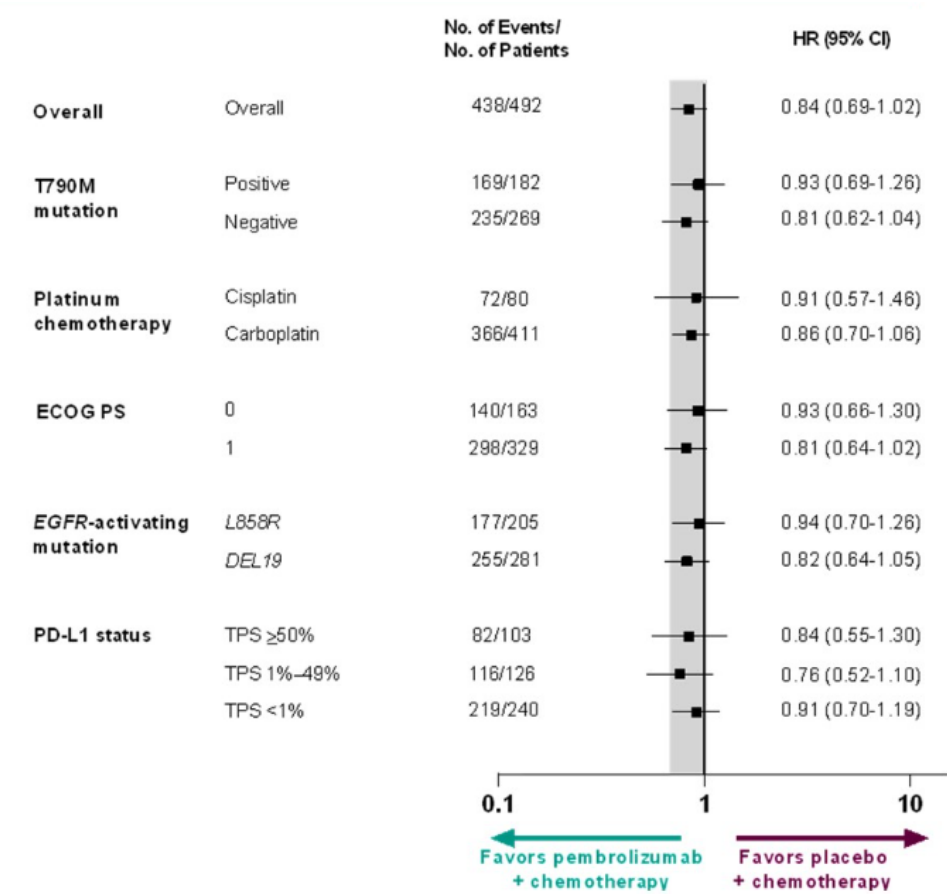 No. of Events/
No. of Patients
HR (95% CI)
Overall Overall 438/492 0.84 (0.69-1.02)
T790M
mutation
Positive 169/182 0.93 (0.69-1.26)
Negative 235/269 0.81 (0.62-1.04)
Platinum
chemotherapy
Cisplatin 72/80 0.91 (0.57-1.46)
Carboplatin 366/411 0.86 (0.70-1.06)
ECOG PS 0 140/163 0.93 (0.66-1.30)
1 298/329 0.81 (0.64-1.02)
EGFR-activating
mutation
L858R 177/205 0.94 (0.70-1.26)
DEL19 255/281 0.82 (0.64-1.05)
PD-L1 status TPS ≥50% 82/103 0.84 (0.55-1.30)
TPS 1%–49% 116/126 0.76 (0.52-1.10)
TPS <1% 219/240 0.91 (0.70-1.19)
0.1 1 10
Favors pembrolizumab
+ chemotherapy
Favors placebo
+ chemotherapy